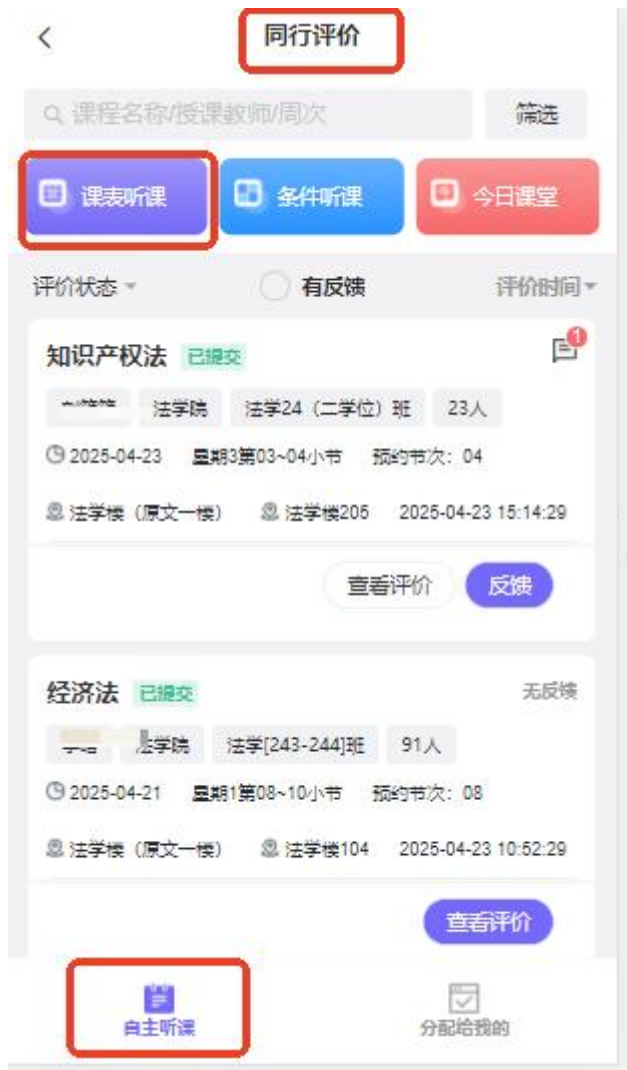 同行评价
课程名称/授课教师/周次 筛选
课表听课 条件听课 今日课堂
评价状态 有反馈 评价时间
知识产权法 已提交 1
法学院 法学24（二学位）班 23人
2025-04-23 星期3第03~04小节 预约节次：04
法学楼（原文一楼） 法学楼205 2025-04-23 15:14:29
查看评价 反馈
经济法 已提交 无反馈
法学院 法学[243-244]班 91人
2025-04-21 星期1第08~10小节 预约节次：08
法学楼（原文一楼） 法学楼104 2025-04-23 10:52:29
查看评价
自主听课 分配给我的